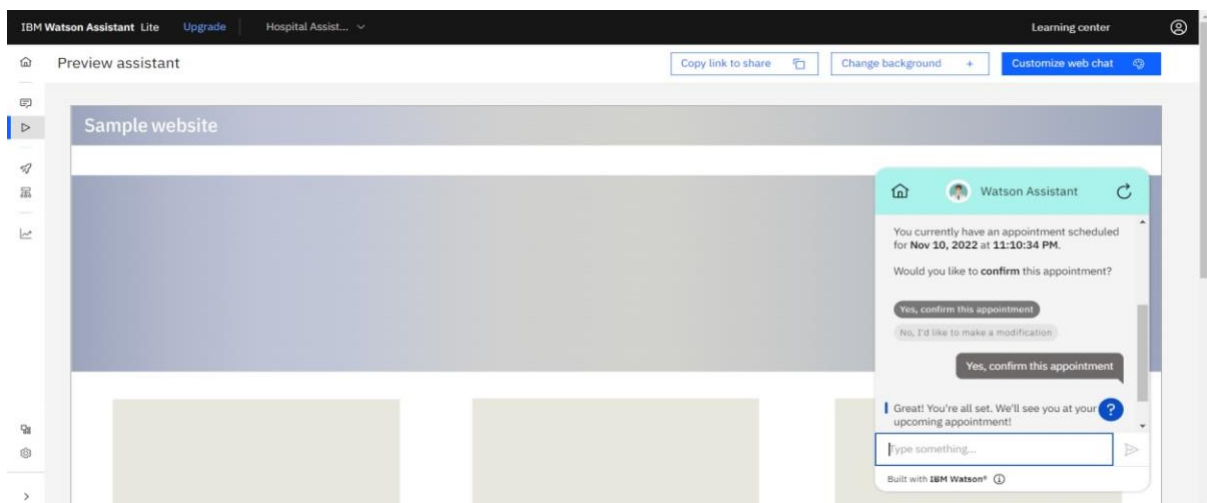 IBM Watson Assistant Lite Upgrade Hospital Assist... Learning center
Preview assistant Copy link to share Change background + Customize web chat
Sample website
Watson Assistant
You currently have an appointment scheduled
for Nov 10, 2022 at 11:10:34 PM.
Would you like to confirm this appointment?
Yes, confirm this appointment
No, I'd like to make a modification
Yes, confirm this appointment
Great! You're all set. We'll see you at your ?
upcoming appointment!
Type something...
Built with IBM Watson®